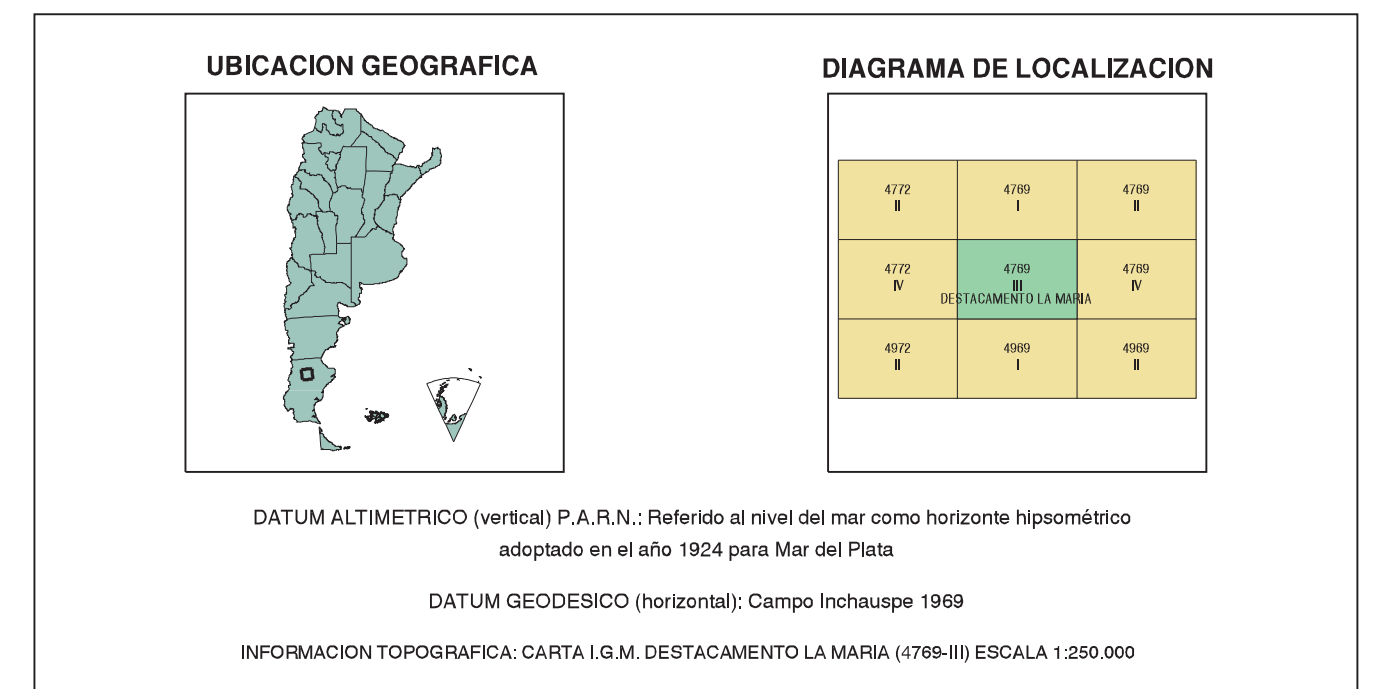 UBICACION GEOGRAFICA
DIAGRAMA DE LOCALIZACION
4772
II
4769
I
4769
II
4772
IV
4769
III
DESTACAMENTO LA MARIA
4769
IV
4972
II
4969
I
4969
II
DATUM ALTIMETRICO (vertical) P.A.R.N.: Referido al nivel del mar como horizonte hipsométrico
adoptado en el año 1924 para Mar del Plata
DATUM GEODESICO (horizontal): Campo Inchauspe 1969
INFORMACION TOPOGRAFICA: CARTA I.G.M. DESTACAMENTO LA MARIA (4769-III) ESCALA 1:250.000